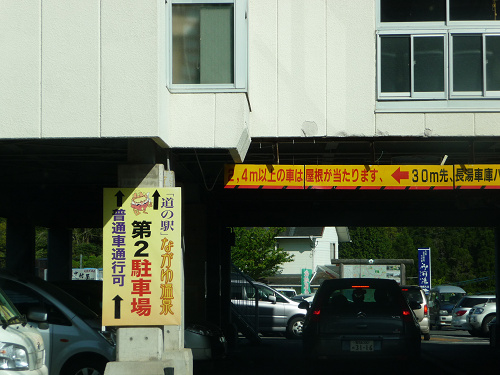 ,4m以上の車は屋根が当たります、←30m先、長湯車庫バ
「道の駅」ながゆ温泉
第2駐車場
普通車通行可